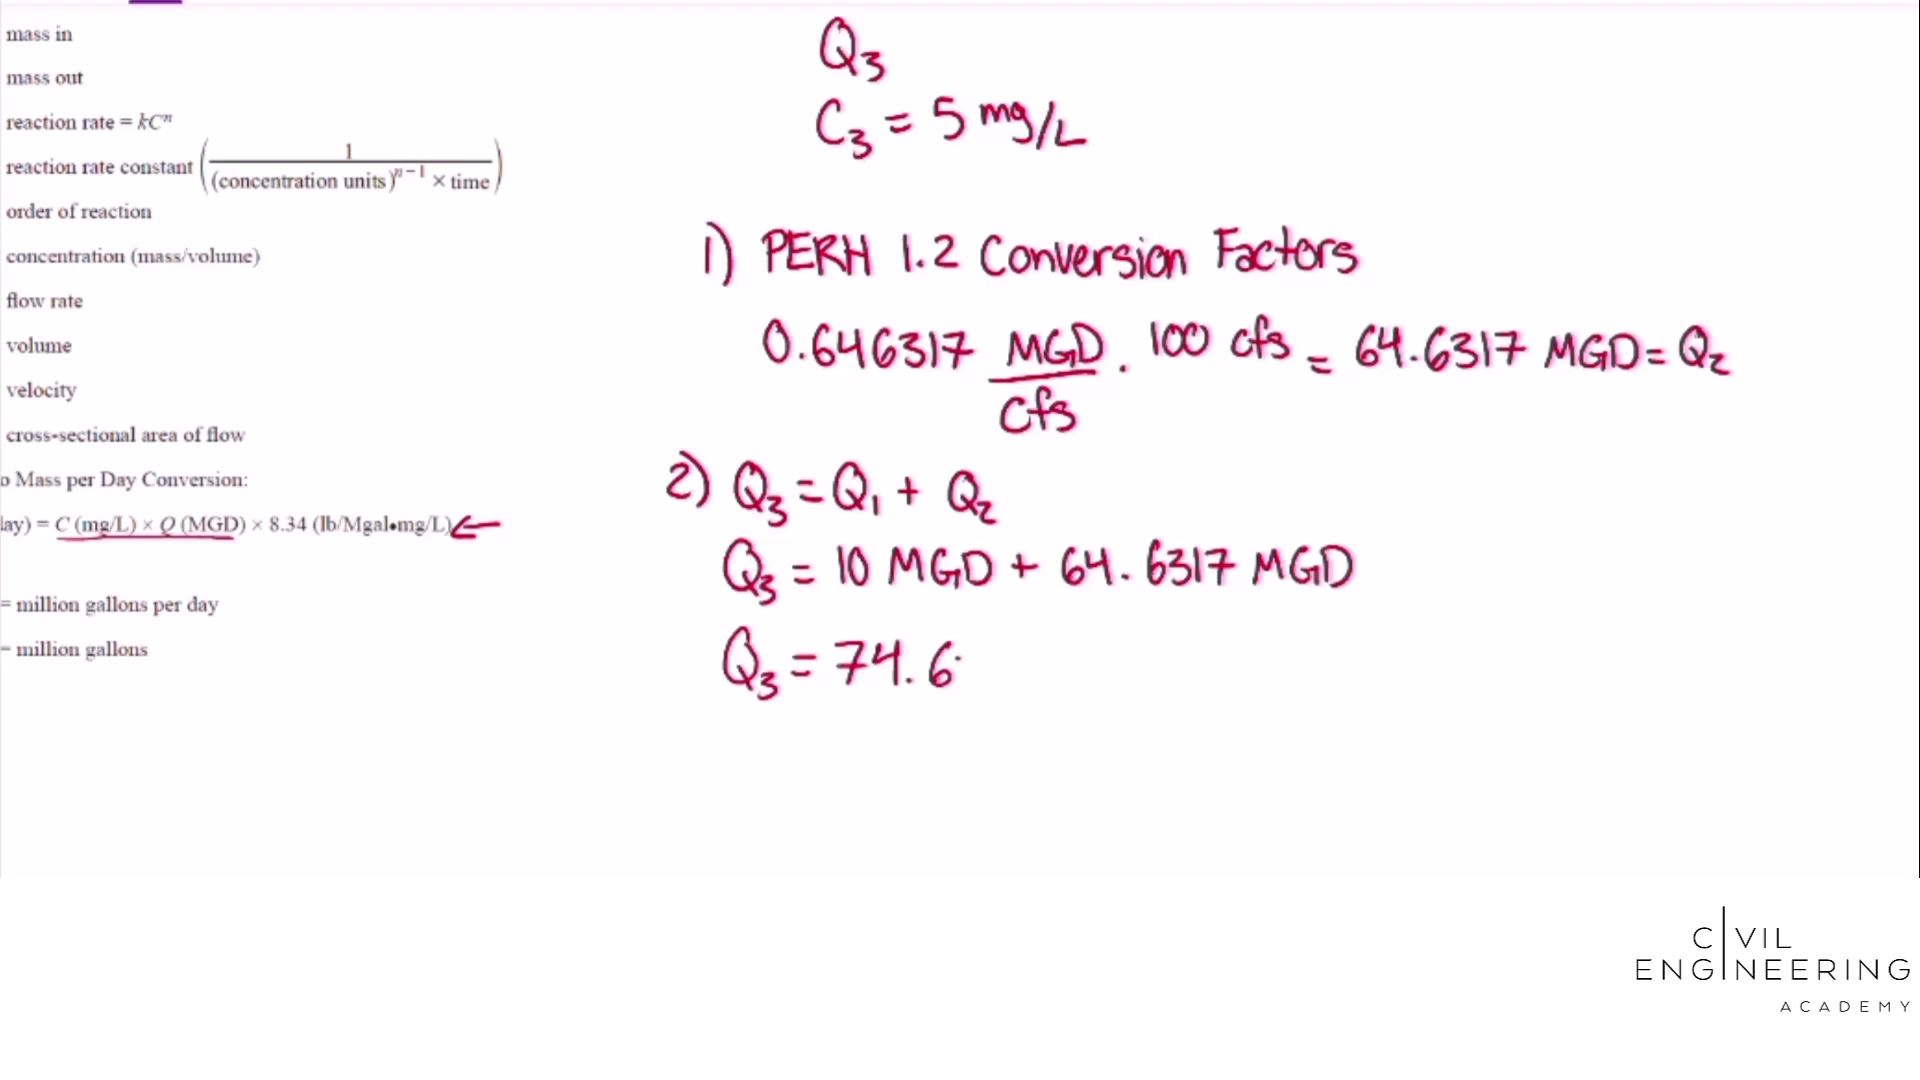 mass in
mass out
reaction rate = kCⁿ
reaction rate constant (1 / ((concentration units)ⁿ⁻¹ × time))
order of reaction
concentration (mass/volume)
flow rate
volume
velocity
cross-sectional area of flow
o Mass per Day Conversion:
lay) = C (mg/L) × Q (MGD) × 8.34 (lb/Mgal•mg/L) ←
= million gallons per day
= million gallons
Q₃
C₃ = 5 mg/L
1) PERH 1.2 Conversion Factors
0.646317 MGD/cfs · 100 cfs = 64.6317 MGD = Q₂
2) Q₃ = Q₁ + Q₂
Q₃ = 10 MGD + 64.6317 MGD
Q₃ = 74.6
CIVIL
ENGINEERING
ACADEMY